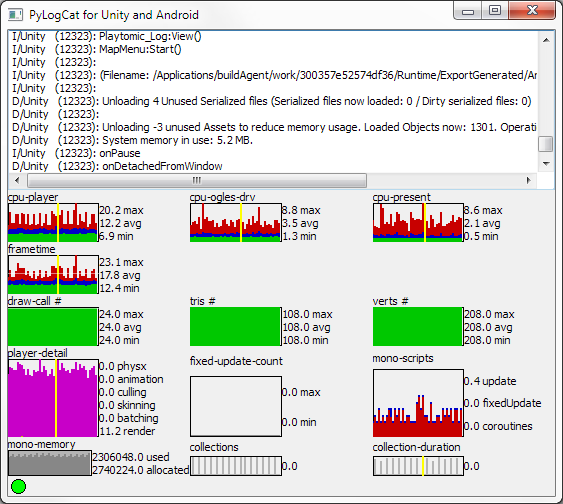 PyLogCat for Unity and Android
I/Unity (12323): Playtomic_Log:View()
I/Unity (12323): MapMenu:Start()
I/Unity (12323):
I/Unity (12323): (Filename: /Applications/buildAgent/work/300357e52574df36/Runtime/ExportGenerated/An
I/Unity (12323):
D/Unity (12323): Unloading 4 Unused Serialized files (Serialized files now loaded: 0 / Dirty serialized files: 0)
D/Unity (12323):
D/Unity (12323): Unloading -3 unused Assets to reduce memory usage. Loaded Objects now: 1301. Operati
D/Unity (12323): System memory in use: 5.2 MB.
I/Unity (12323): onPause
D/Unity (12323): onDetachedFromWindow
cpu-player
20.2 max
12.2 avg
6.9 min
cpu-ogles-drv
8.8 max
3.5 avg
1.3 min
cpu-present
8.6 max
2.1 avg
0.5 min
frametime
23.1 max
17.8 avg
12.4 min
draw-call #
24.0 max
24.0 avg
24.0 min
tris #
108.0 max
108.0 avg
108.0 min
verts #
208.0 max
208.0 avg
208.0 min
player-detail
0.0 physx
0.0 animation
0.0 culling
0.0 skinning
0.0 batching
11.2 render
fixed-update-count
0.0 max
0.0 min
mono-scripts
0.4 update
0.0 fixedUpdate
0.0 coroutines
mono-memory
2306048.0 used
2740224.0 allocated
collections
0.0
collection-duration
0.0